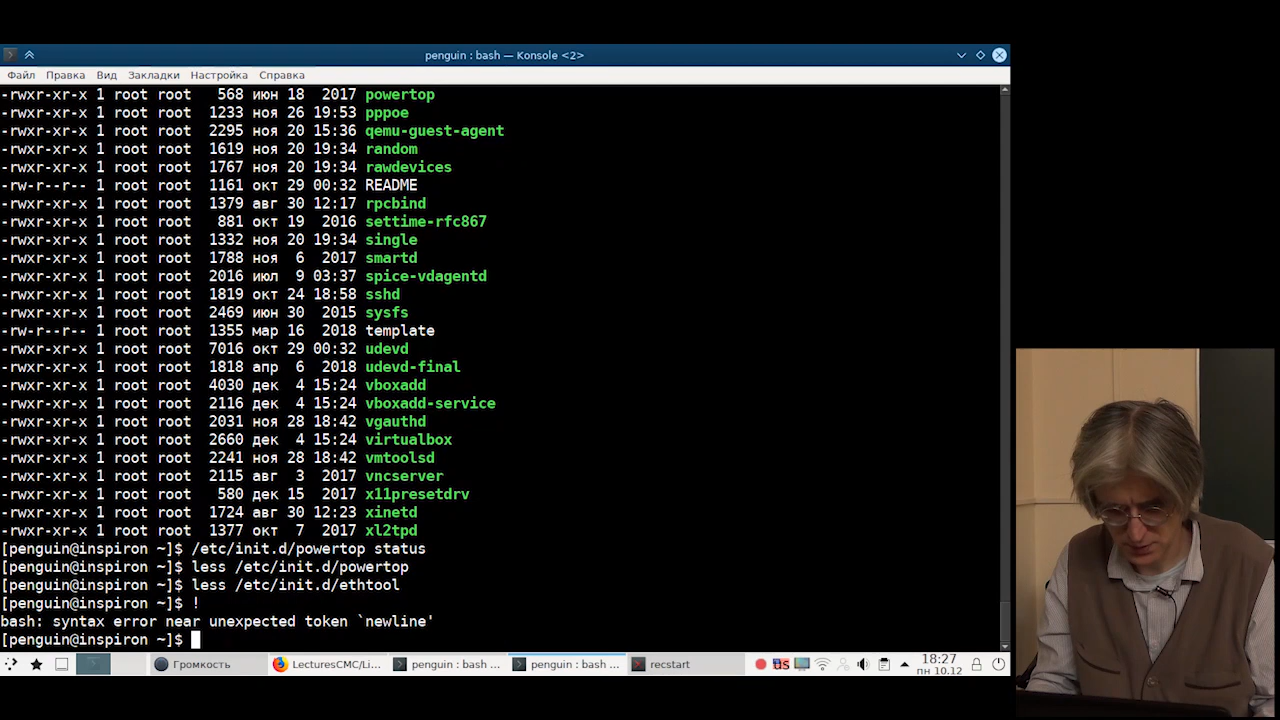 penguin : bash — Konsole <2>
Файл Правка Вид Закладки Настройка Справка
-rwxr-xr-x 1 root root 568 июн 18 2017 powertop
-rwxr-xr-x 1 root root 1233 ноя 26 19:53 pppoe
-rwxr-xr-x 1 root root 2295 ноя 20 15:36 qemu-guest-agent
-rwxr-xr-x 1 root root 1619 ноя 20 19:34 random
-rwxr-xr-x 1 root root 1767 ноя 20 19:34 rawdevices
-rw-r--r-- 1 root root 1161 окт 29 00:32 README
-rwxr-xr-x 1 root root 1379 авг 30 12:17 rpcbind
-rwxr-xr-x 1 root root 881 окт 19 2016 settime-rfc867
-rwxr-xr-x 1 root root 1332 ноя 20 19:34 single
-rwxr-xr-x 1 root root 1788 ноя 6 2017 smartd
-rwxr-xr-x 1 root root 2016 июл 9 03:37 spice-vdagentd
-rwxr-xr-x 1 root root 1819 окт 24 18:58 sshd
-rwxr-xr-x 1 root root 2469 июн 30 2015 sysfs
-rw-r--r-- 1 root root 1355 мар 16 2018 template
-rwxr-xr-x 1 root root 7016 окт 29 00:32 udevd
-rwxr-xr-x 1 root root 1818 апр 6 2018 udevd-final
-rwxr-xr-x 1 root root 4030 дек 4 15:24 vboxadd
-rwxr-xr-x 1 root root 2116 дек 4 15:24 vboxadd-service
-rwxr-xr-x 1 root root 2031 ноя 28 18:42 vgauthd
-rwxr-xr-x 1 root root 2660 дек 4 15:24 virtualbox
-rwxr-xr-x 1 root root 2241 ноя 28 18:42 vmtoolsd
-rwxr-xr-x 1 root root 2115 авг 3 2017 vncserver
-rwxr-xr-x 1 root root 580 дек 15 2017 x11presetdrv
-rwxr-xr-x 1 root root 1724 авг 30 12:23 xinetd
-rwxr-xr-x 1 root root 1377 окт 7 2017 xl2tpd
[penguin@inspiron ~]$ /etc/init.d/powertop status
[penguin@inspiron ~]$ less /etc/init.d/powertop
[penguin@inspiron ~]$ less /etc/init.d/ethtool
[penguin@inspiron ~]$ !
bash: syntax error near unexpected token `newline'
[penguin@inspiron ~]$
Громкость LecturesCMC/Li... penguin : bash ... penguin : bash ... recstart US 18:27
пн 10.12